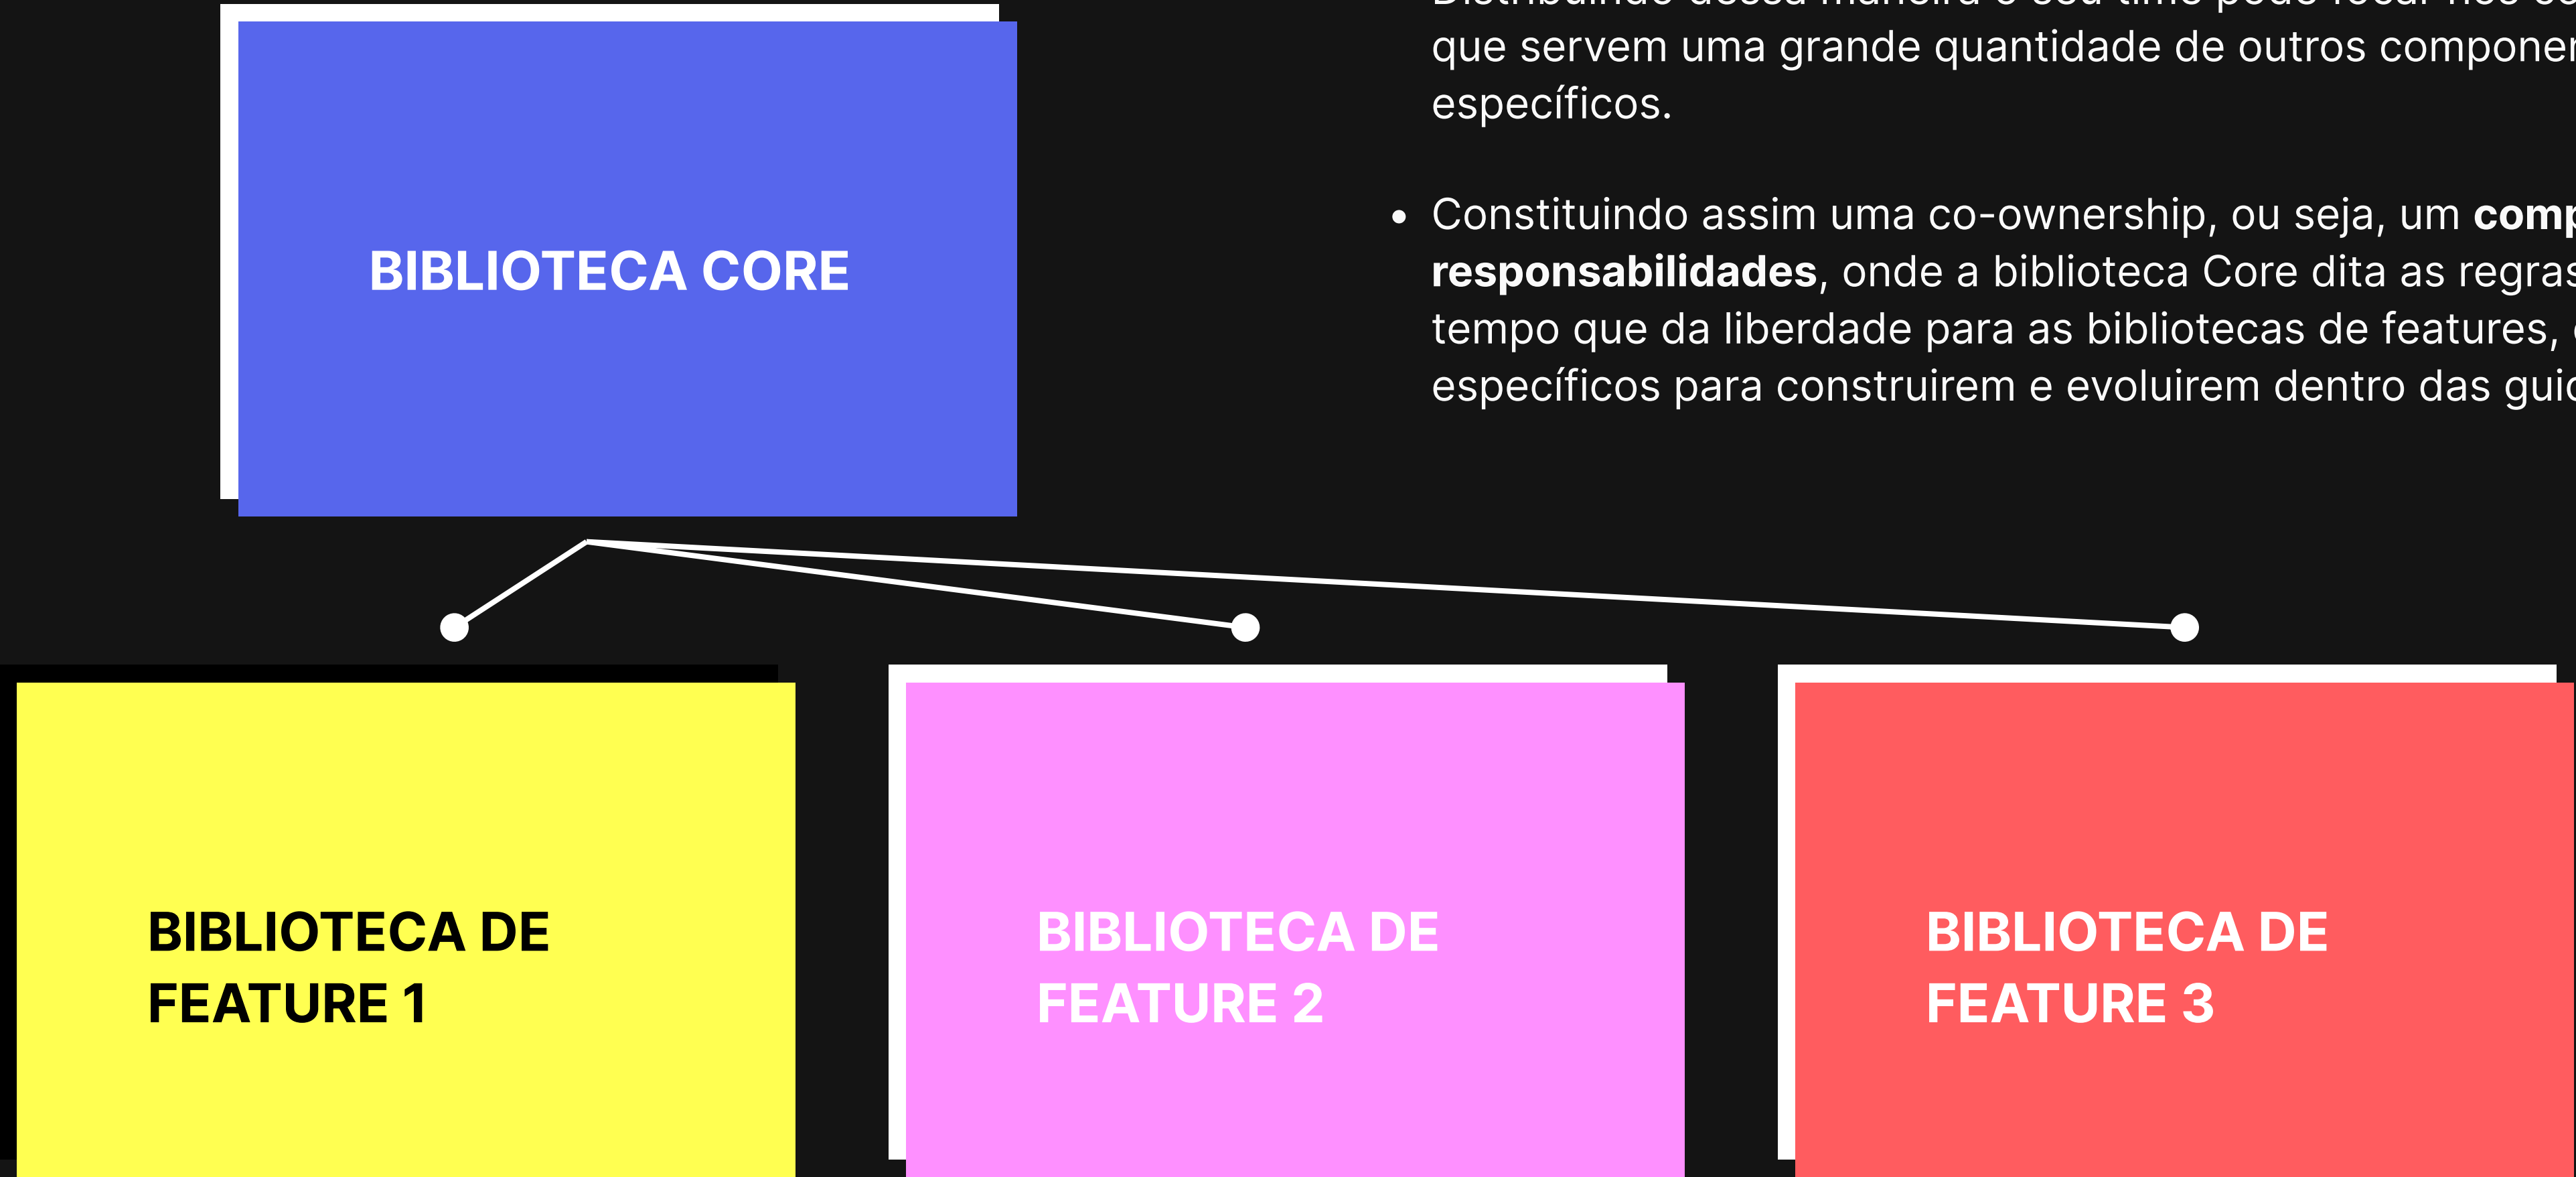 BIBLIOTECA CORE
que servem uma grande quantidade de outros
específicos.
• Constituindo assim uma co-ownership, ou seja, um
responsabilidades, onde a biblioteca Core dita as regras
tempo que da liberdade para as bibliotecas de features,
específicos para construirem e evoluirem dentro das
BIBLIOTECA DE
FEATURE 1
BIBLIOTECA DE
FEATURE 2
BIBLIOTECA DE
FEATURE 3